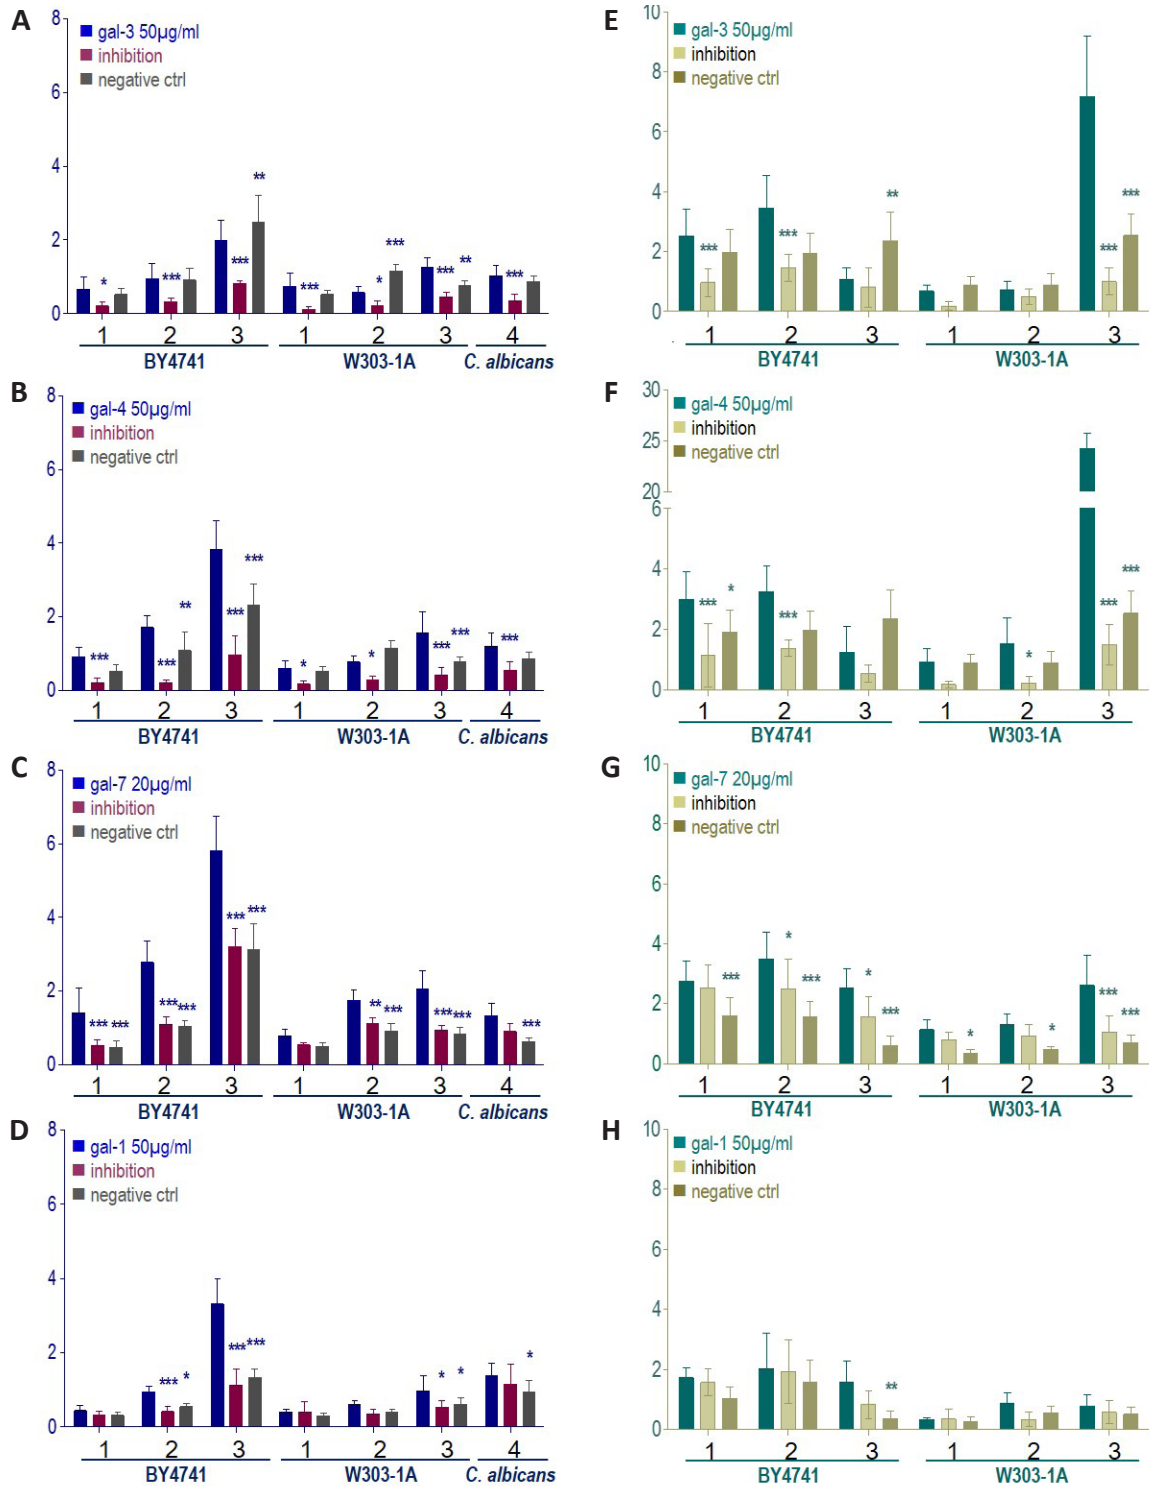 A
8
6
4
2
0
gal-3 50µg/ml
inhibition
negative ctrl
* *** *** ** *** * *** *** ** ***
1 2 3 1 2 3 4
BY4741 W303-1A C. albicans
E
10
8
6
4
2
0
gal-3 50µg/ml
inhibition
negative ctrl
*** *** ** *** ***
1 2 3 1 2 3
BY4741 W303-1A
B
8
6
4
2
0
gal-4 50µg/ml
inhibition
negative ctrl
*** *** ** *** *** * * *** *** ***
1 2 3 1 2 3 4
BY4741 W303-1A C. albicans
F
30
25
20
6
4
2
0
gal-4 50µg/ml
inhibition
negative ctrl
*** * *** * *** ***
1 2 3 1 2 3
BY4741 W303-1A
C
8
6
4
2
0
gal-7 20µg/ml
inhibition
negative ctrl
*** *** *** *** *** *** ** *** *** *** ***
1 2 3 1 2 3 4
BY4741 W303-1A C. albicans
G
10
8
6
4
2
0
gal-7 20µg/ml
inhibition
negative ctrl
*** * *** * *** * * *** ***
1 2 3 1 2 3
BY4741 W303-1A
D
8
6
4
2
0
gal-1 50µg/ml
inhibition
negative ctrl
*** * *** *** * * *
1 2 3 1 2 3 4
BY4741 W303-1A C. albicans
H
10
8
6
4
2
0
gal-1 50µg/ml
inhibition
negative ctrl
**
1 2 3 1 2 3
BY4741 W303-1A